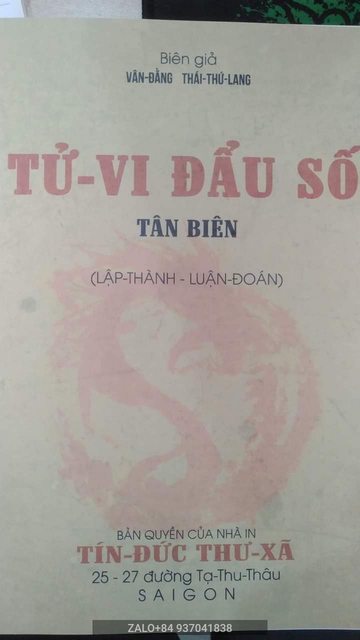 Biên giả
VÂN-ĐẰNG THÁI-THỨ-LANG
TỬ-VI ĐẨU SỐ
TÂN BIÊN
(LẬP-THÀNH - LUẬN-ĐOÁN)
BẢN QUYỀN CỦA NHÀ IN
TÍN-ĐỨC THƯ-XÃ
25 - 27 đường Tạ-Thu-Thâu
SAIGON
ZALO+84 937041838